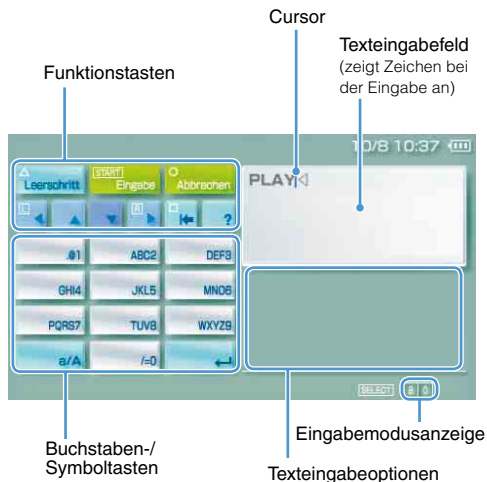 Cursor
Texteingabefeld
(zeigt Zeichen bei
der Eingabe an)
Funktionstasten
10/8 10:37
START
Leerschritt Eingabe Abbrechen
L R ?
PLAY
.@1 ABC2 DEF3
GHI4 JKL5 MNO6
PQRS7 TUV8 WXYZ9
a/A /=0
SELECT a 0
Buchstaben-/
Symboltasten
Eingabemodusanzeige
Texteingabeoptionen